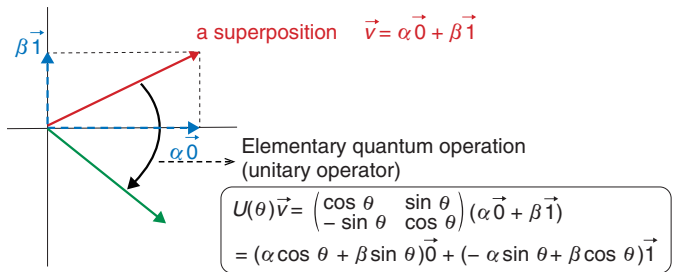 a superposition v⃗ = α0⃗ + β1⃗
β1⃗
α0⃗
Elementary quantum operation
(unitary operator)
U(θ)v⃗ = (cos θ sin θ
− sin θ cos θ) (α0⃗ + β1⃗)
= (α cos θ + β sin θ)0⃗ + (− α sin θ + β cos θ)1⃗